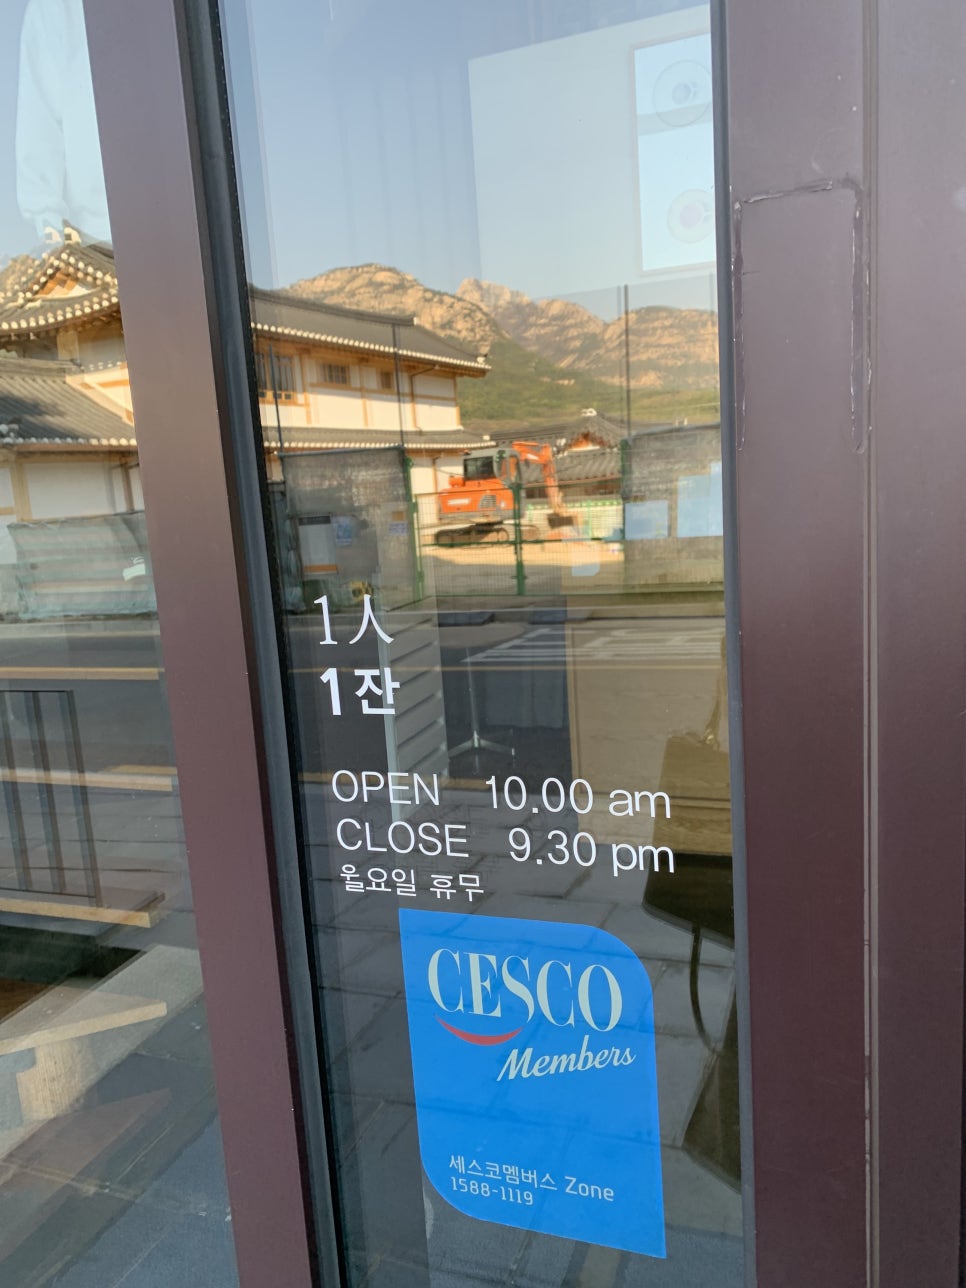 1人
1잔
OPEN 10.00 am
CLOSE 9.30 pm
월요일 휴무
CESCO
Members
세스코멤버스 Zone
1588-1119